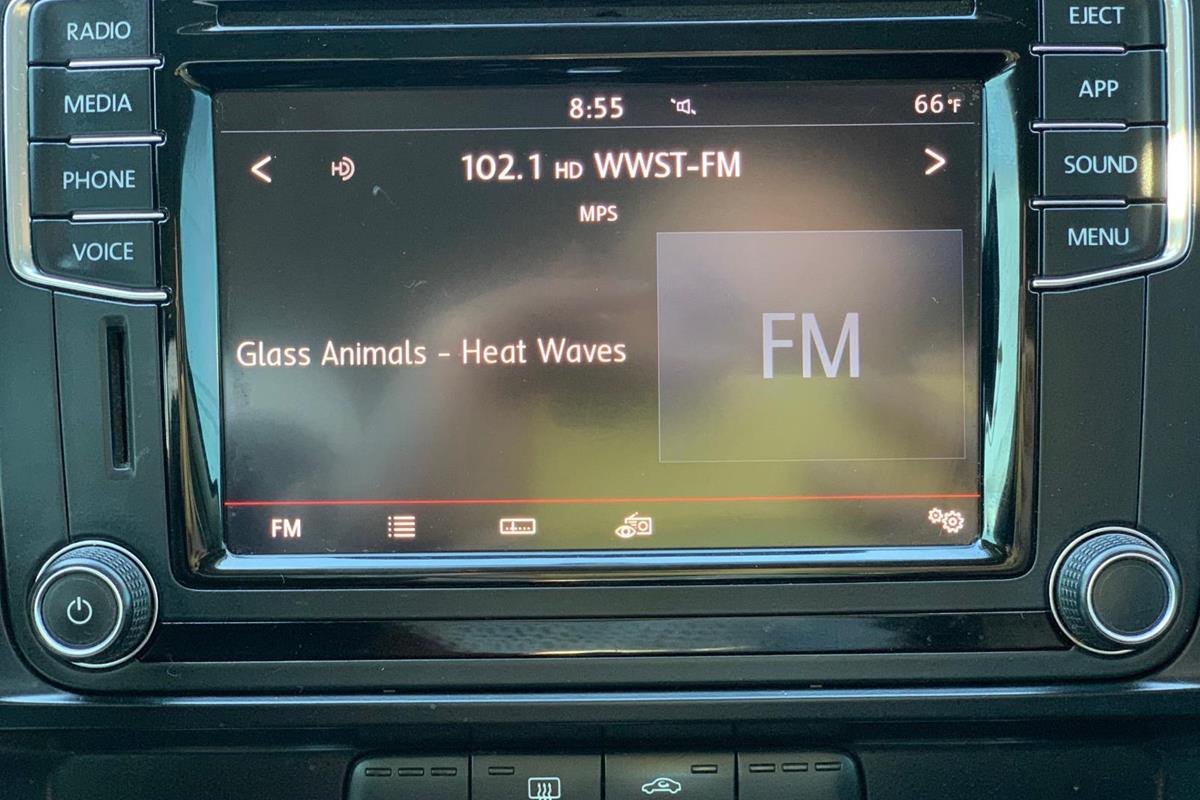 RADIO
MEDIA
PHONE
VOICE
8:55
66°F
< 102.1 HD WWST-FM >
MPS
FM
Glass Animals - Heat Waves
FM
EJECT
APP
SOUND
MENU